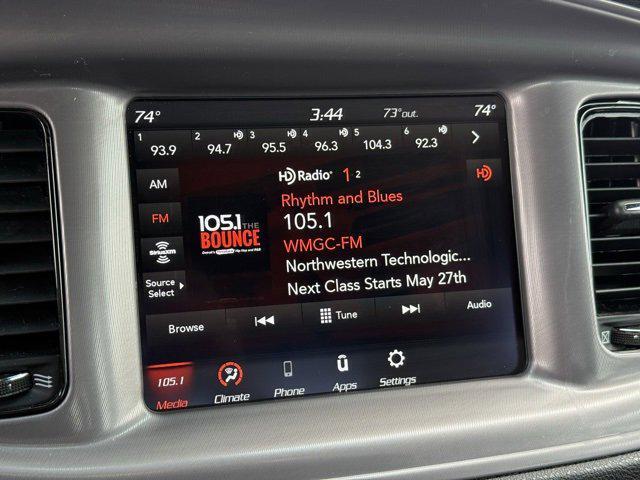 74° 3:44 73°out. 74°
1 2 HD 3 HD 4 HD 5 6 HD
93.9 94.7 95.5 96.3 104.3 92.3
AM HD Radio 1 2 HD
Rhythm and Blues
FM 105.1
105.1 THE
BOUNCE
WMGC-FM
SiriusXM
Northwestern Technologic...
Source
Select
Next Class Starts May 27th
Browse Tune Audio
105.1 ü
Media Climate Phone Apps Settings